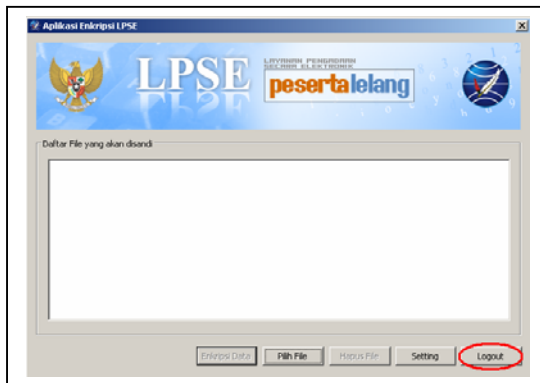 Aplikasi Enkripsi LPSE
LPSE
LAYANAN PENGADAAN
SECARA ELEKTRONIK
pesertalelang
Daftar File yang akan disandi
Enkripsi Data
Pilih File
Hapus File
Setting
Logout